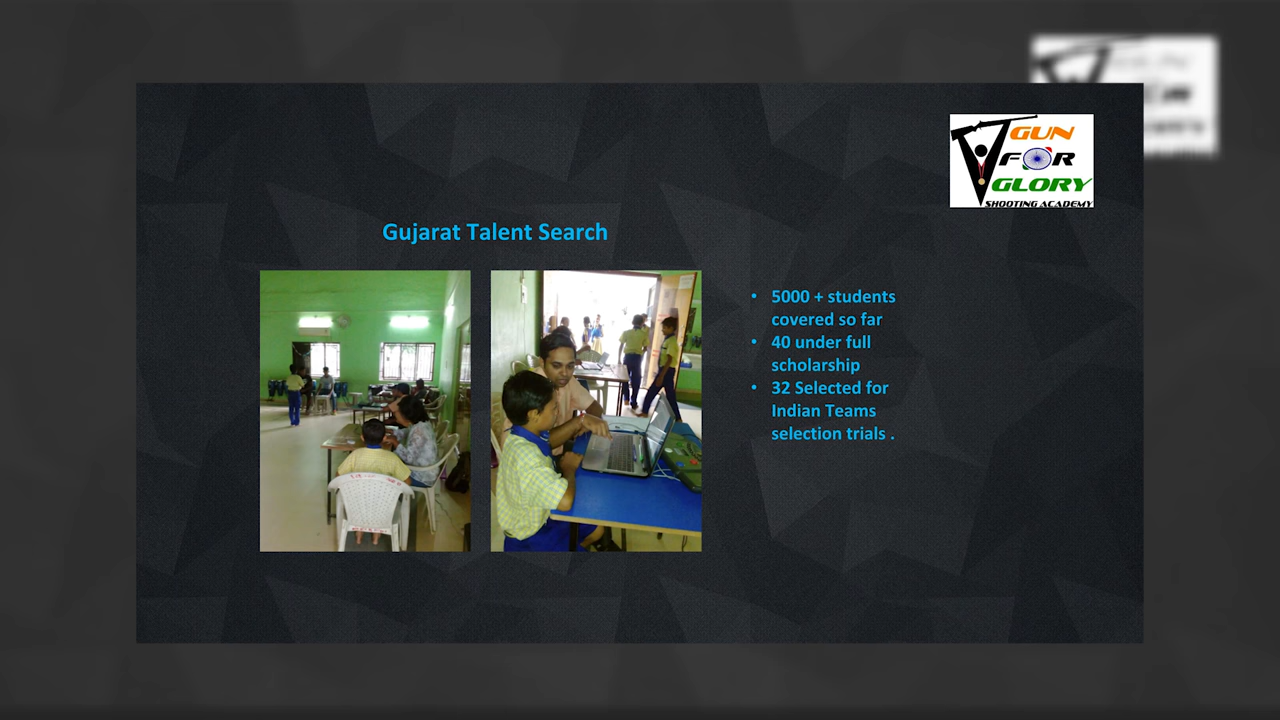 GUN
FOR
GLORY
SHOOTING ACADEMY
Gujarat Talent Search
• 5000 + students
covered so far
• 40 under full
scholarship
• 32 Selected for
Indian Teams
selection trials .